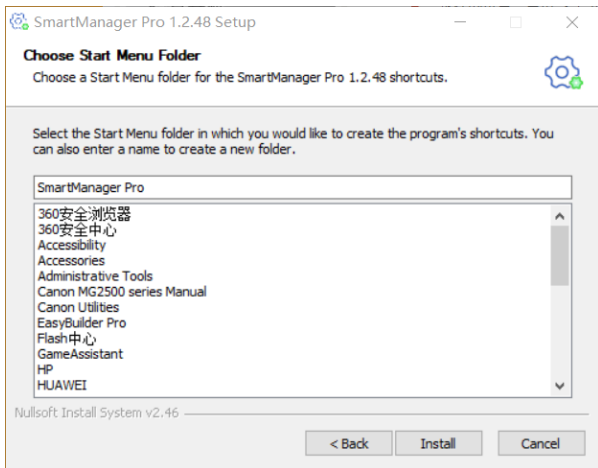 SmartManager Pro 1.2.48 Setup
Choose Start Menu Folder
Choose a Start Menu folder for the SmartManager Pro 1.2.48 shortcuts.
Select the Start Menu folder in which you would like to create the program's shortcuts. You
can also enter a name to create a new folder.
SmartManager Pro
360安全浏览器
360安全中心
Accessibility
Accessories
Administrative Tools
Canon MG2500 series Manual
Canon Utilities
EasyBuilder Pro
Flash中心
GameAssistant
HP
HUAWEI
Nullsoft Install System v2.46
< Back
Install
Cancel